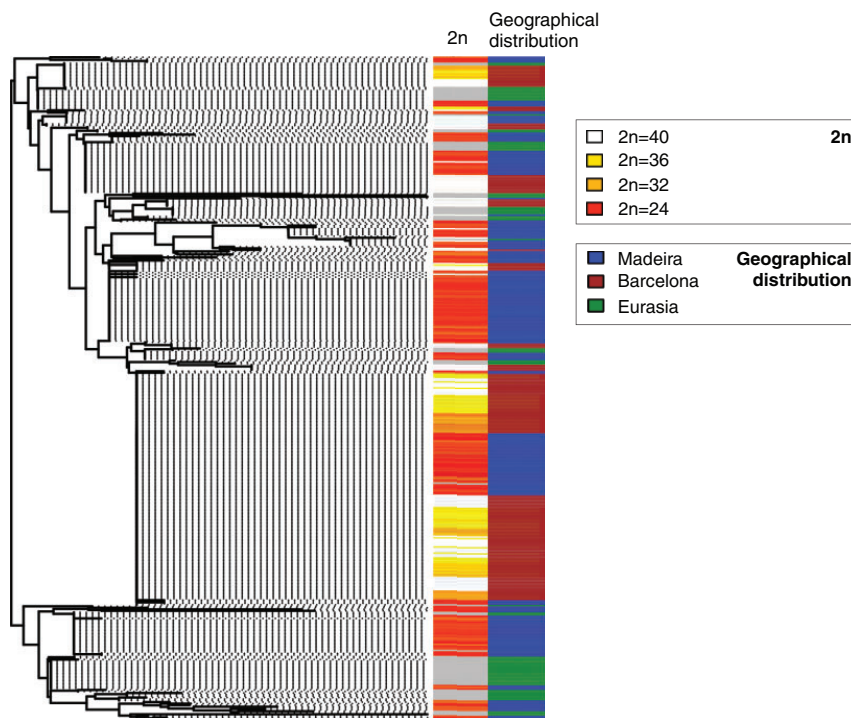 2n
Geographical
distribution
2n=40
2n
2n=36
2n=32
2n=24
Madeira
Geographical
Barcelona
distribution
Eurasia